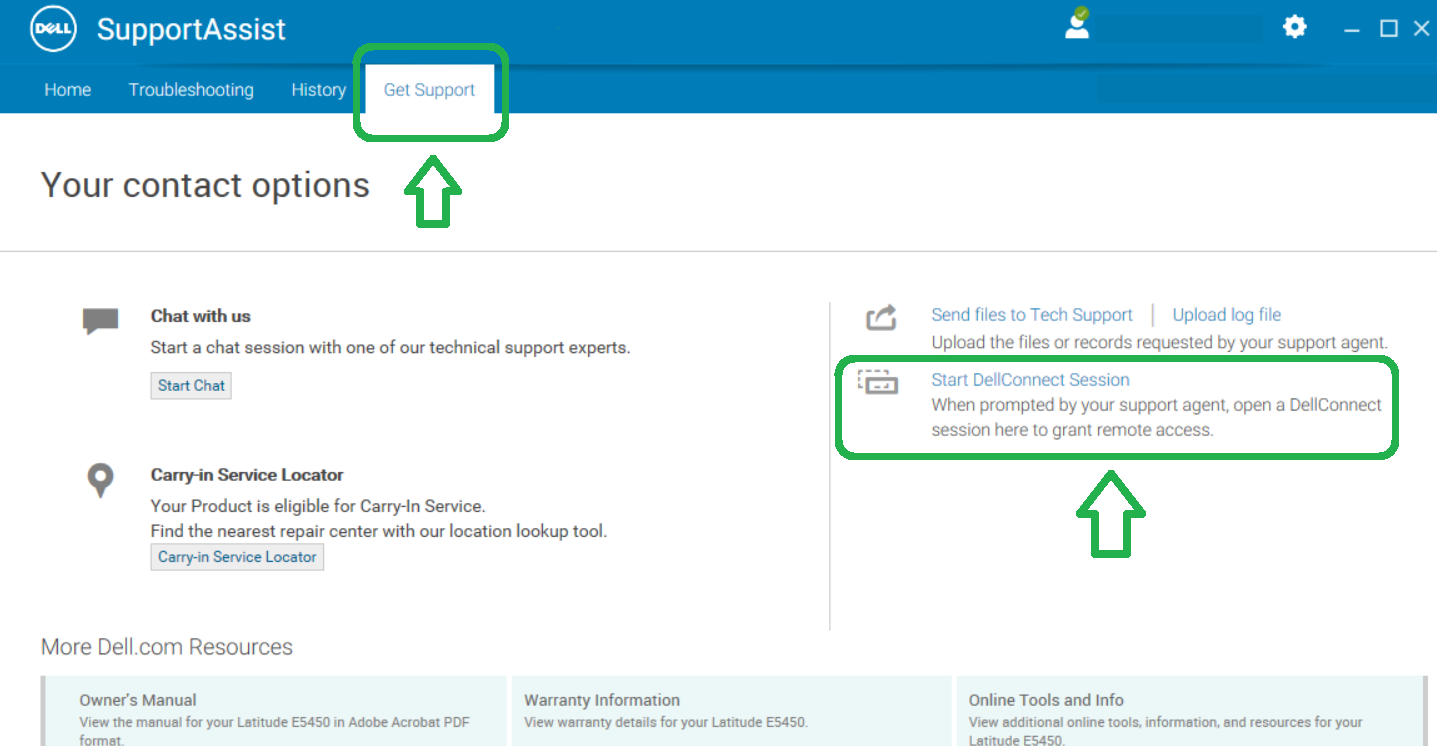 DELL SupportAssist
Home Troubleshooting History Get Support
Your contact options
Chat with us
Start a chat session with one of our technical support experts.
Start Chat
Carry-in Service Locator
Your Product is eligible for Carry-In Service.
Find the nearest repair center with our location lookup tool.
Carry-in Service Locator
Send files to Tech Support | Upload log file
Upload the files or records requested by your support agent.
Start DellConnect Session
When prompted by your support agent, open a DellConnect
session here to grant remote access.
More Dell.com Resources
Owner's Manual
View the manual for your Latitude E5450 in Adobe Acrobat PDF
format.
Warranty Information
View warranty details for your Latitude E5450.
Online Tools and Info
View additional online tools, information, and resources for your
Latitude E5450.